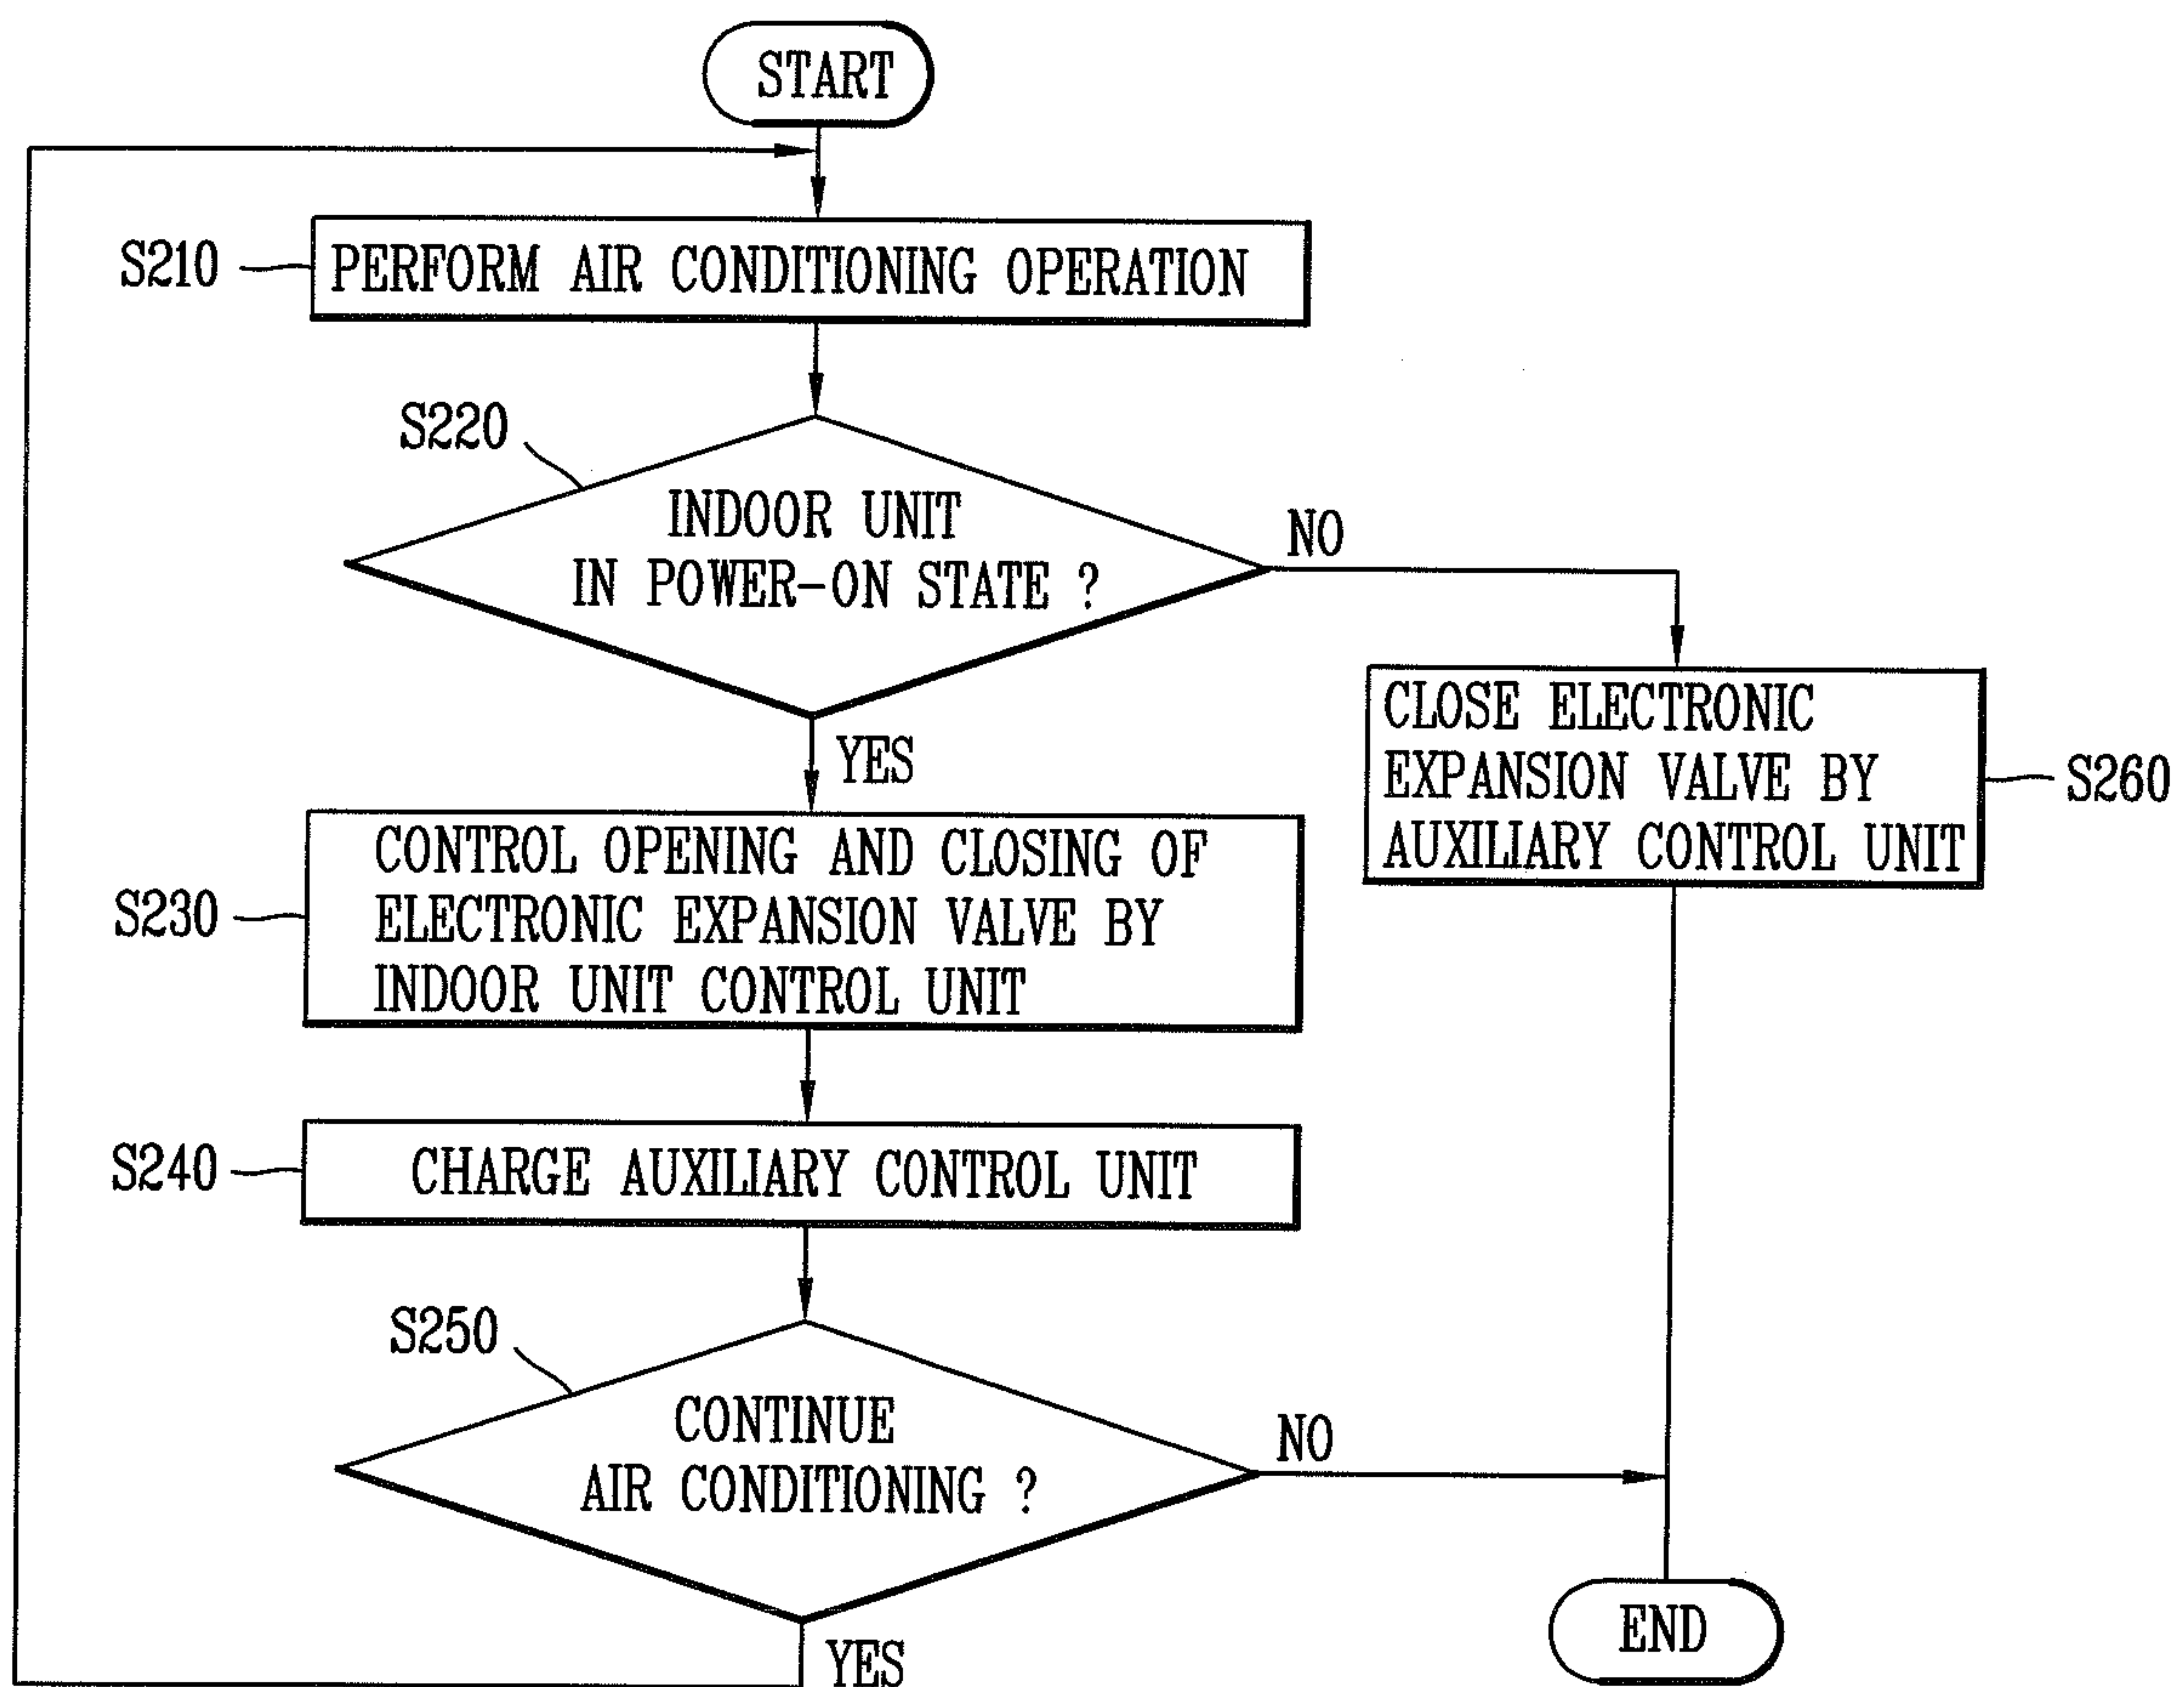 START
S210
PERFORM AIR CONDITIONING OPERATION
S220
INDOOR UNIT
IN POWER-ON STATE ?
NO
YES
CLOSE ELECTRONIC
EXPANSION VALVE BY
AUXILIARY CONTROL UNIT
S260
S230
CONTROL OPENING AND CLOSING OF
ELECTRONIC EXPANSION VALVE BY
INDOOR UNIT CONTROL UNIT
S240
CHARGE AUXILIARY CONTROL UNIT
S250
CONTINUE
AIR CONDITIONING ?
NO
YES
END